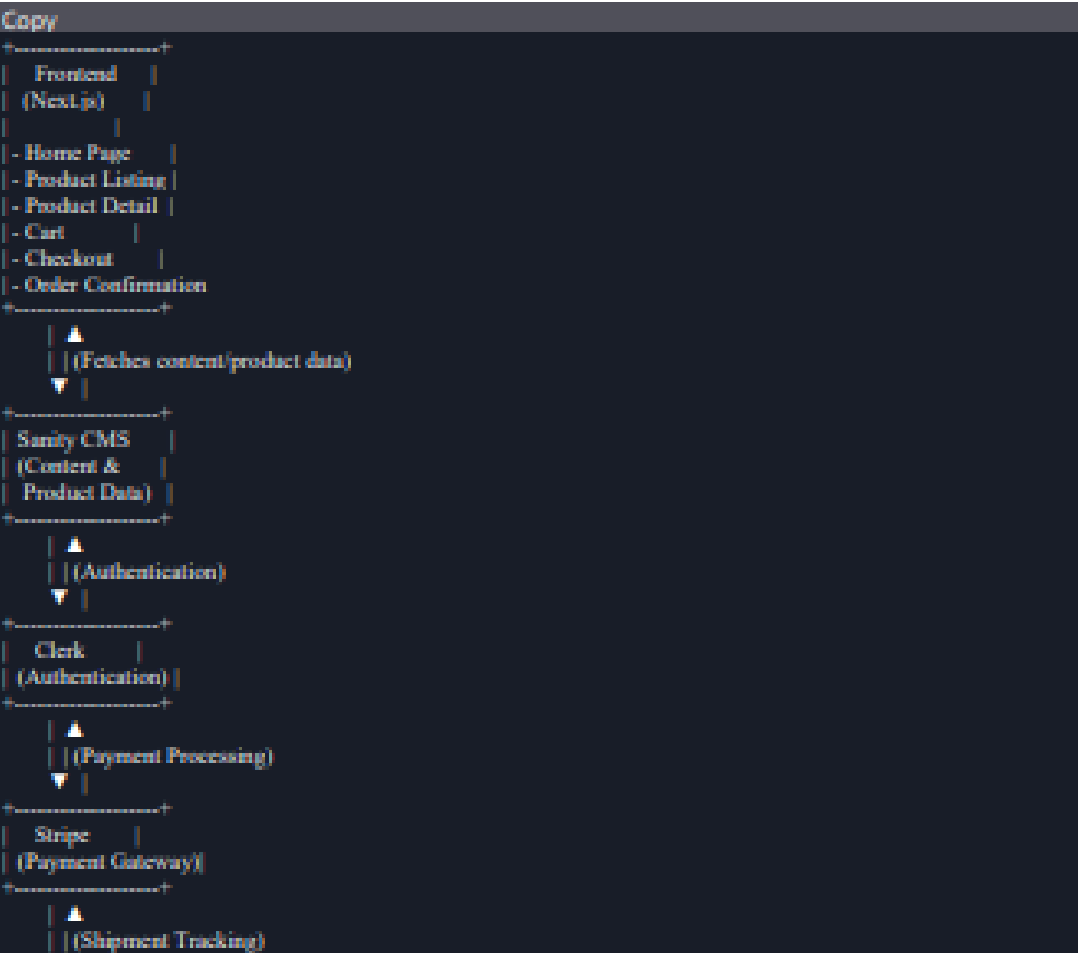 Copy
+---------------------+
|    Frontend     |
|  (Next.js)      |
|                |
| - Home Page      |
| - Product Listing |
| - Product Detail  |
| - Cart          |
| - Checkout       |
| - Order Confirmation
+---------------------+
| ▲
| | (Fetches content/product data)
▼ |
+---------------------+
|  Sanity CMS      |
|  (Content &      |
|   Product Data)  |
+---------------------+
| ▲
| | (Authentication)
▼ |
+---------------------+
|    Clerk       |
|  (Authentication) |
+---------------------+
| ▲
| | (Payment Processing)
▼ |
+---------------------+
|    Stripe      |
|  (Payment Gateway)|
+---------------------+
| ▲
| | (Shipment Tracking)